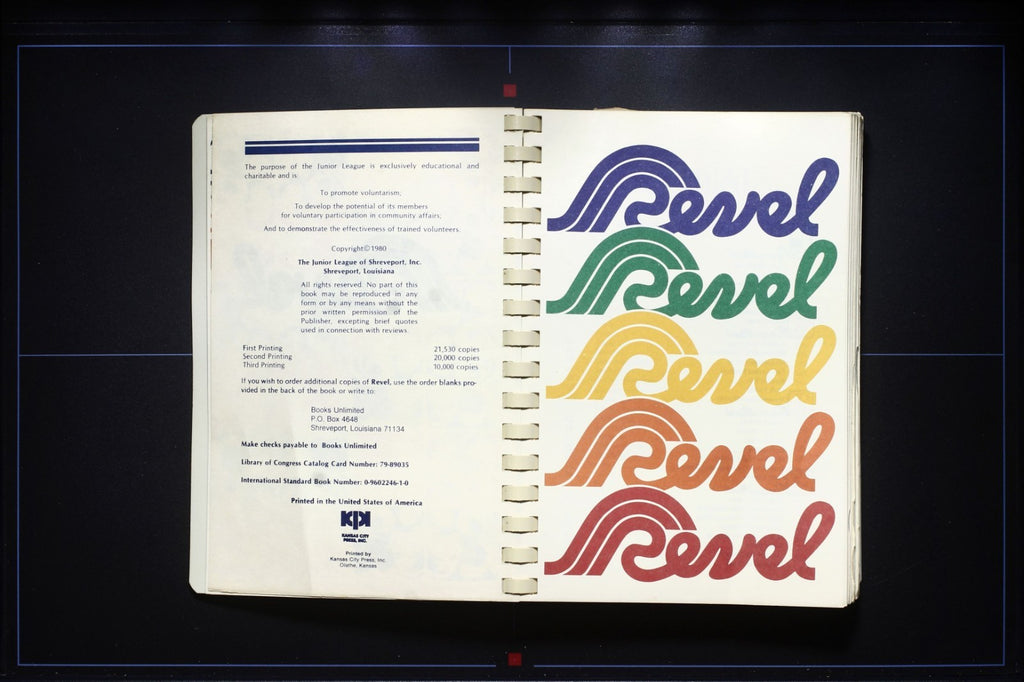 The purpose of the Junior League is exclusively educational and
charitable and is:
To promote voluntarism;
To develop the potential of its members
for voluntary participation in community affairs;
And to demonstrate the effectiveness of trained volunteers.
Copyright©1980
The Junior League of Shreveport, Inc.
Shreveport, Louisiana
All rights reserved. No part of this
book may be reproduced in any
form or by any means without the
prior written permission of the
Publisher, excepting brief quotes
used in connection with reviews.
First Printing 21,530 copies
Second Printing 20,000 copies
Third Printing 10,000 copies
If you wish to order additional copies of Revel, use the order blanks pro-
vided in the back of the book or write to:
Books Unlimited
P.O. Box 4648
Shreveport, Louisiana 71134
Make checks payable to Books Unlimited
Library of Congress Catalog Card Number: 79-89035
International Standard Book Number: 0-9602246-1-0
Printed in the United States of America
KCPI
KANSAS CITY
PRESS, INC.
Printed by
Kansas City Press, Inc.
Olathe, Kansas
Revel
Revel
Revel
Revel
Revel